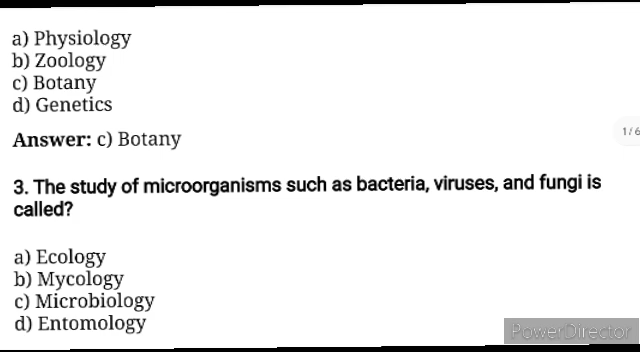 a) Physiology
b) Zoology
c) Botany
d) Genetics
Answer: c) Botany
1/6
3. The study of microorganisms such as bacteria, viruses, and fungi is
called?
a) Ecology
b) Mycology
c) Microbiology
d) Entomology
PowerDirector